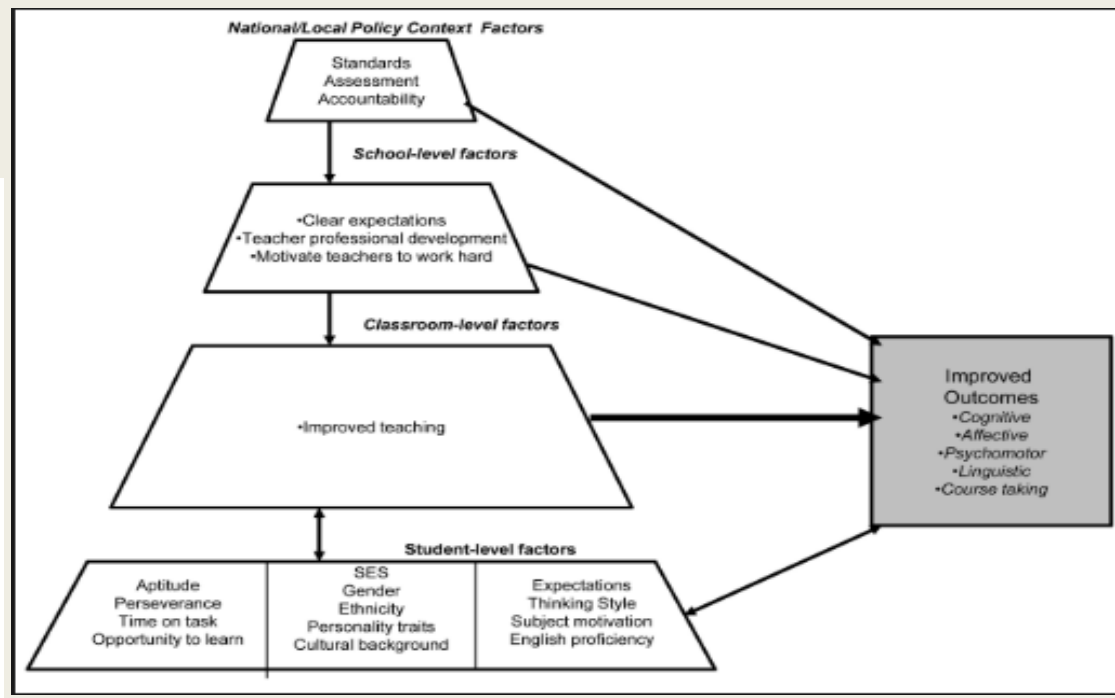 National/Local Policy Context Factors
Standards
Assessment
Accountability
School-level factors
•Clear expectations
•Teacher professional development
•Motivate teachers to work hard
Classroom-level factors
•Improved teaching
Improved
Outcomes
•Cognitive
•Affective
•Psychomotor
•Linguistic
•Course taking
Student-level factors
Aptitude
Perseverance
Time on task
Opportunity to learn
SES
Gender
Ethnicity
Personality traits
Cultural background
Expectations
Thinking Style
Subject motivation
English proficiency